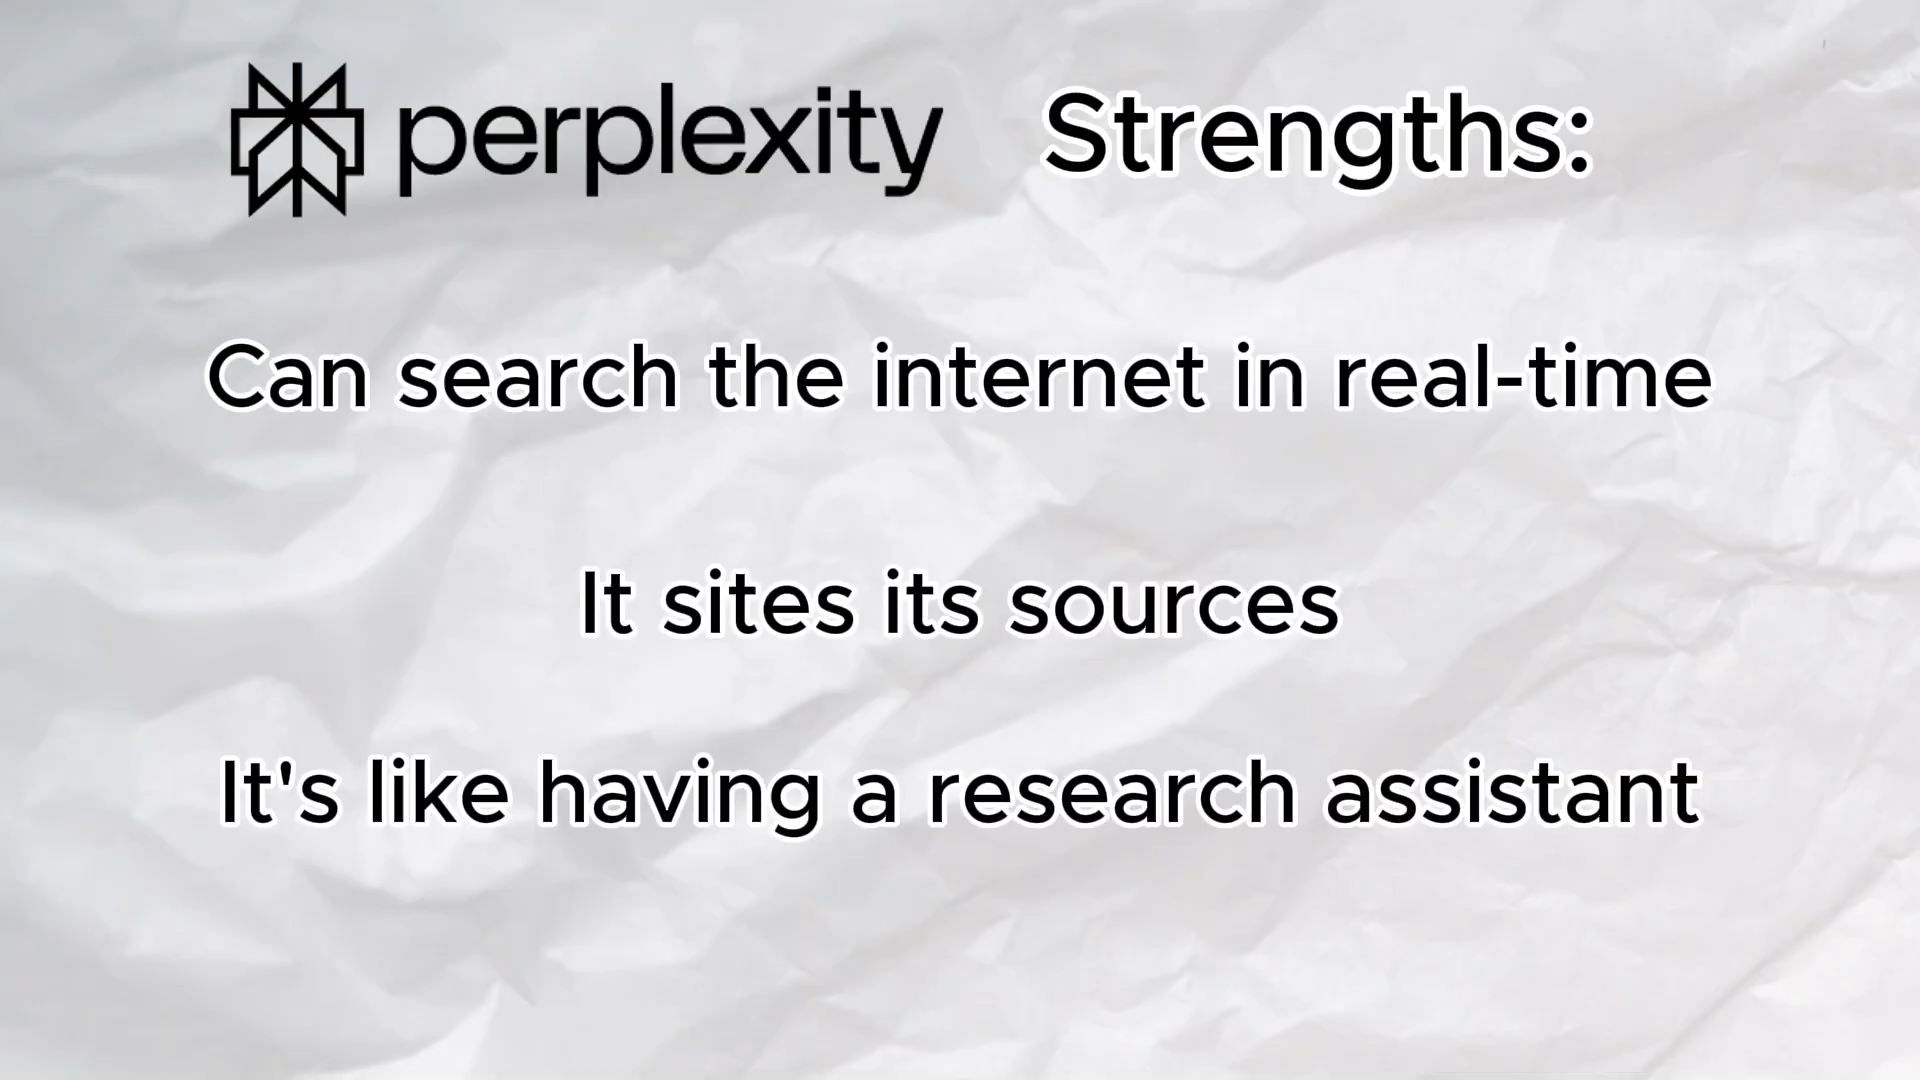 perplexity Strengths:
Can search the internet in real-time
It sites its sources
It's like having a research assistant